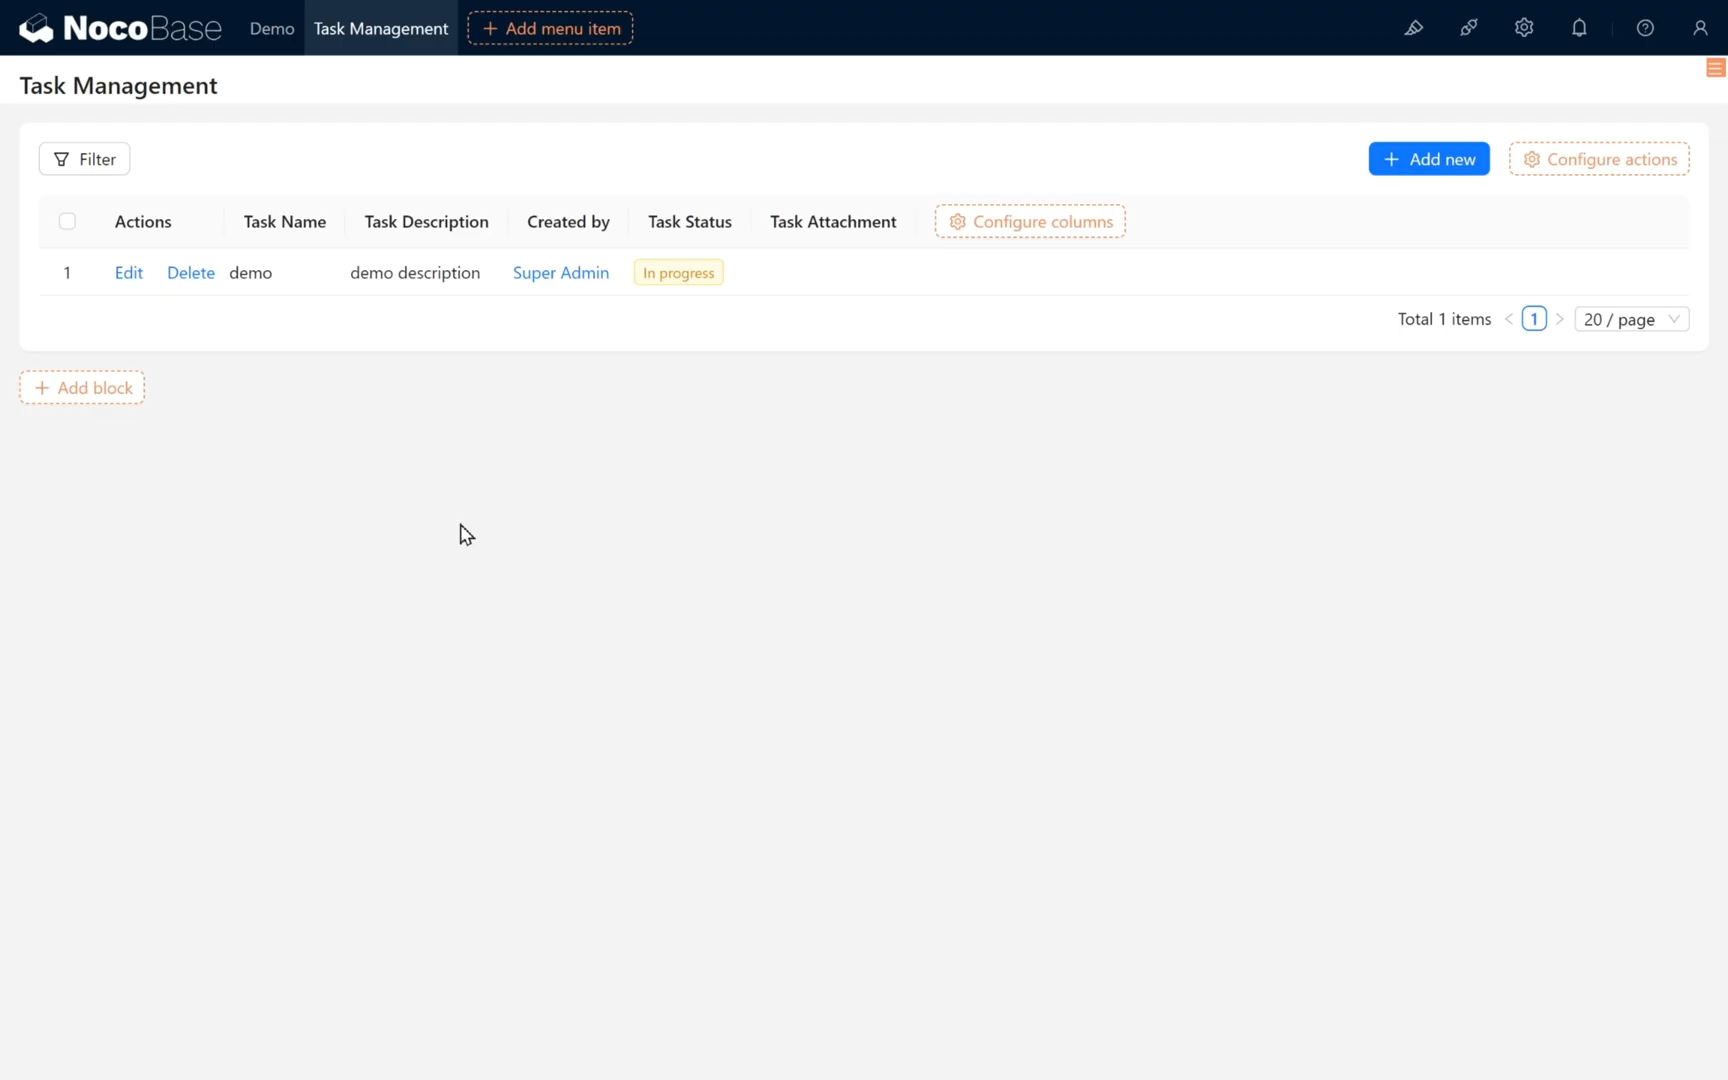 NocoBase Demo Task Management + Add menu item
Task Management
Filter + Add new Configure actions
Actions Task Name Task Description Created by Task Status Task Attachment Configure columns
1 Edit Delete demo demo description Super Admin In progress
Total 1 items < 1 > 20 / page
+ Add block